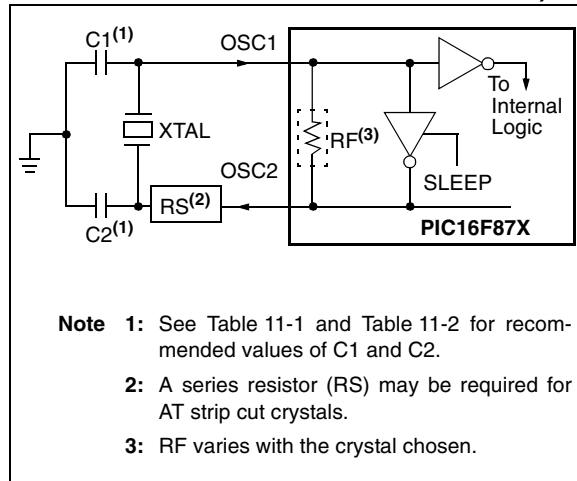 C1(1)
OSC1
To
Internal
Logic
XTAL
RF(3)
OSC2
SLEEP
RS(2)
C2(1)
PIC16F87X
Note 1: See Table 11-1 and Table 11-2 for recom-
mended values of C1 and C2.
2: A series resistor (RS) may be required for
AT strip cut crystals.
3: RF varies with the crystal chosen.